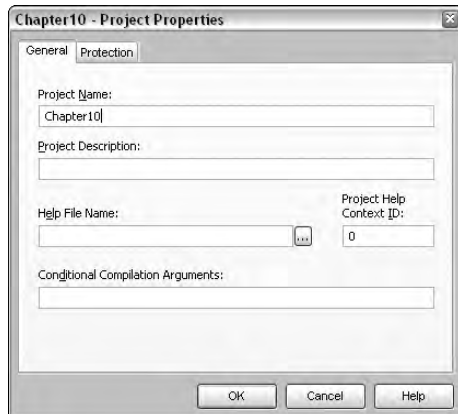 Chapter10 - Project Properties
General Protection
Project Name:
Chapter10
Project Description:
Help File Name:
Project Help
Context ID:
...
0
Conditional Compilation Arguments:
OK Cancel Help